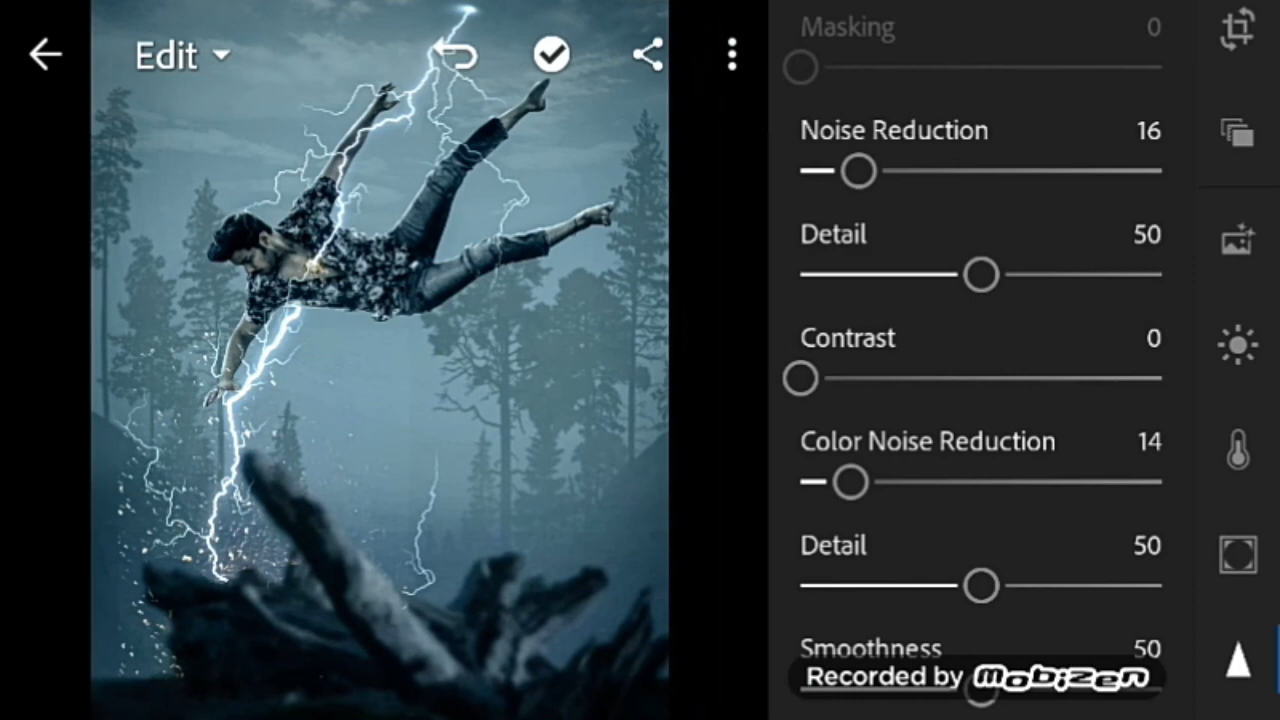 Edit
Masking 0
Noise Reduction 16
Detail 50
Contrast 0
Color Noise Reduction 14
Detail 50
Smoothness 50
Recorded by mobizen